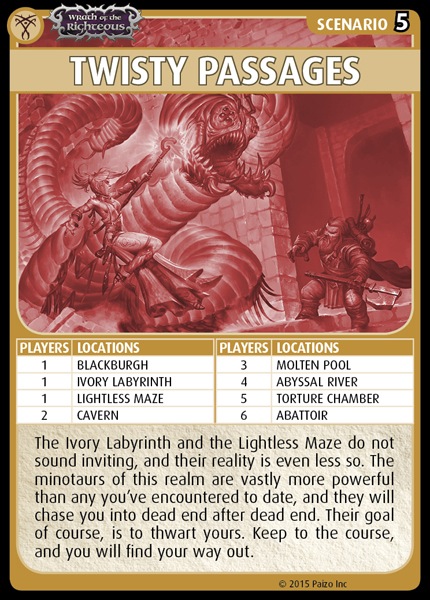 Wrath of the
Righteous
SCENARIO 5
TWISTY PASSAGES
PLAYERS LOCATIONS PLAYERS LOCATIONS
1 BLACKBURGH 3 MOLTEN POOL
1 IVORY LABYRINTH 4 ABYSSAL RIVER
1 LIGHTLESS MAZE 5 TORTURE CHAMBER
2 CAVERN 6 ABATTOIR
The Ivory Labyrinth and the Lightless Maze do not
sound inviting, and their reality is even less so. The
minotaurs of this realm are vastly more powerful
than any you've encountered to date, and they will
chase you into dead end after dead end. Their goal
of course, is to thwart yours. Keep to the course,
and you will find your way out.
© 2015 Paizo Inc